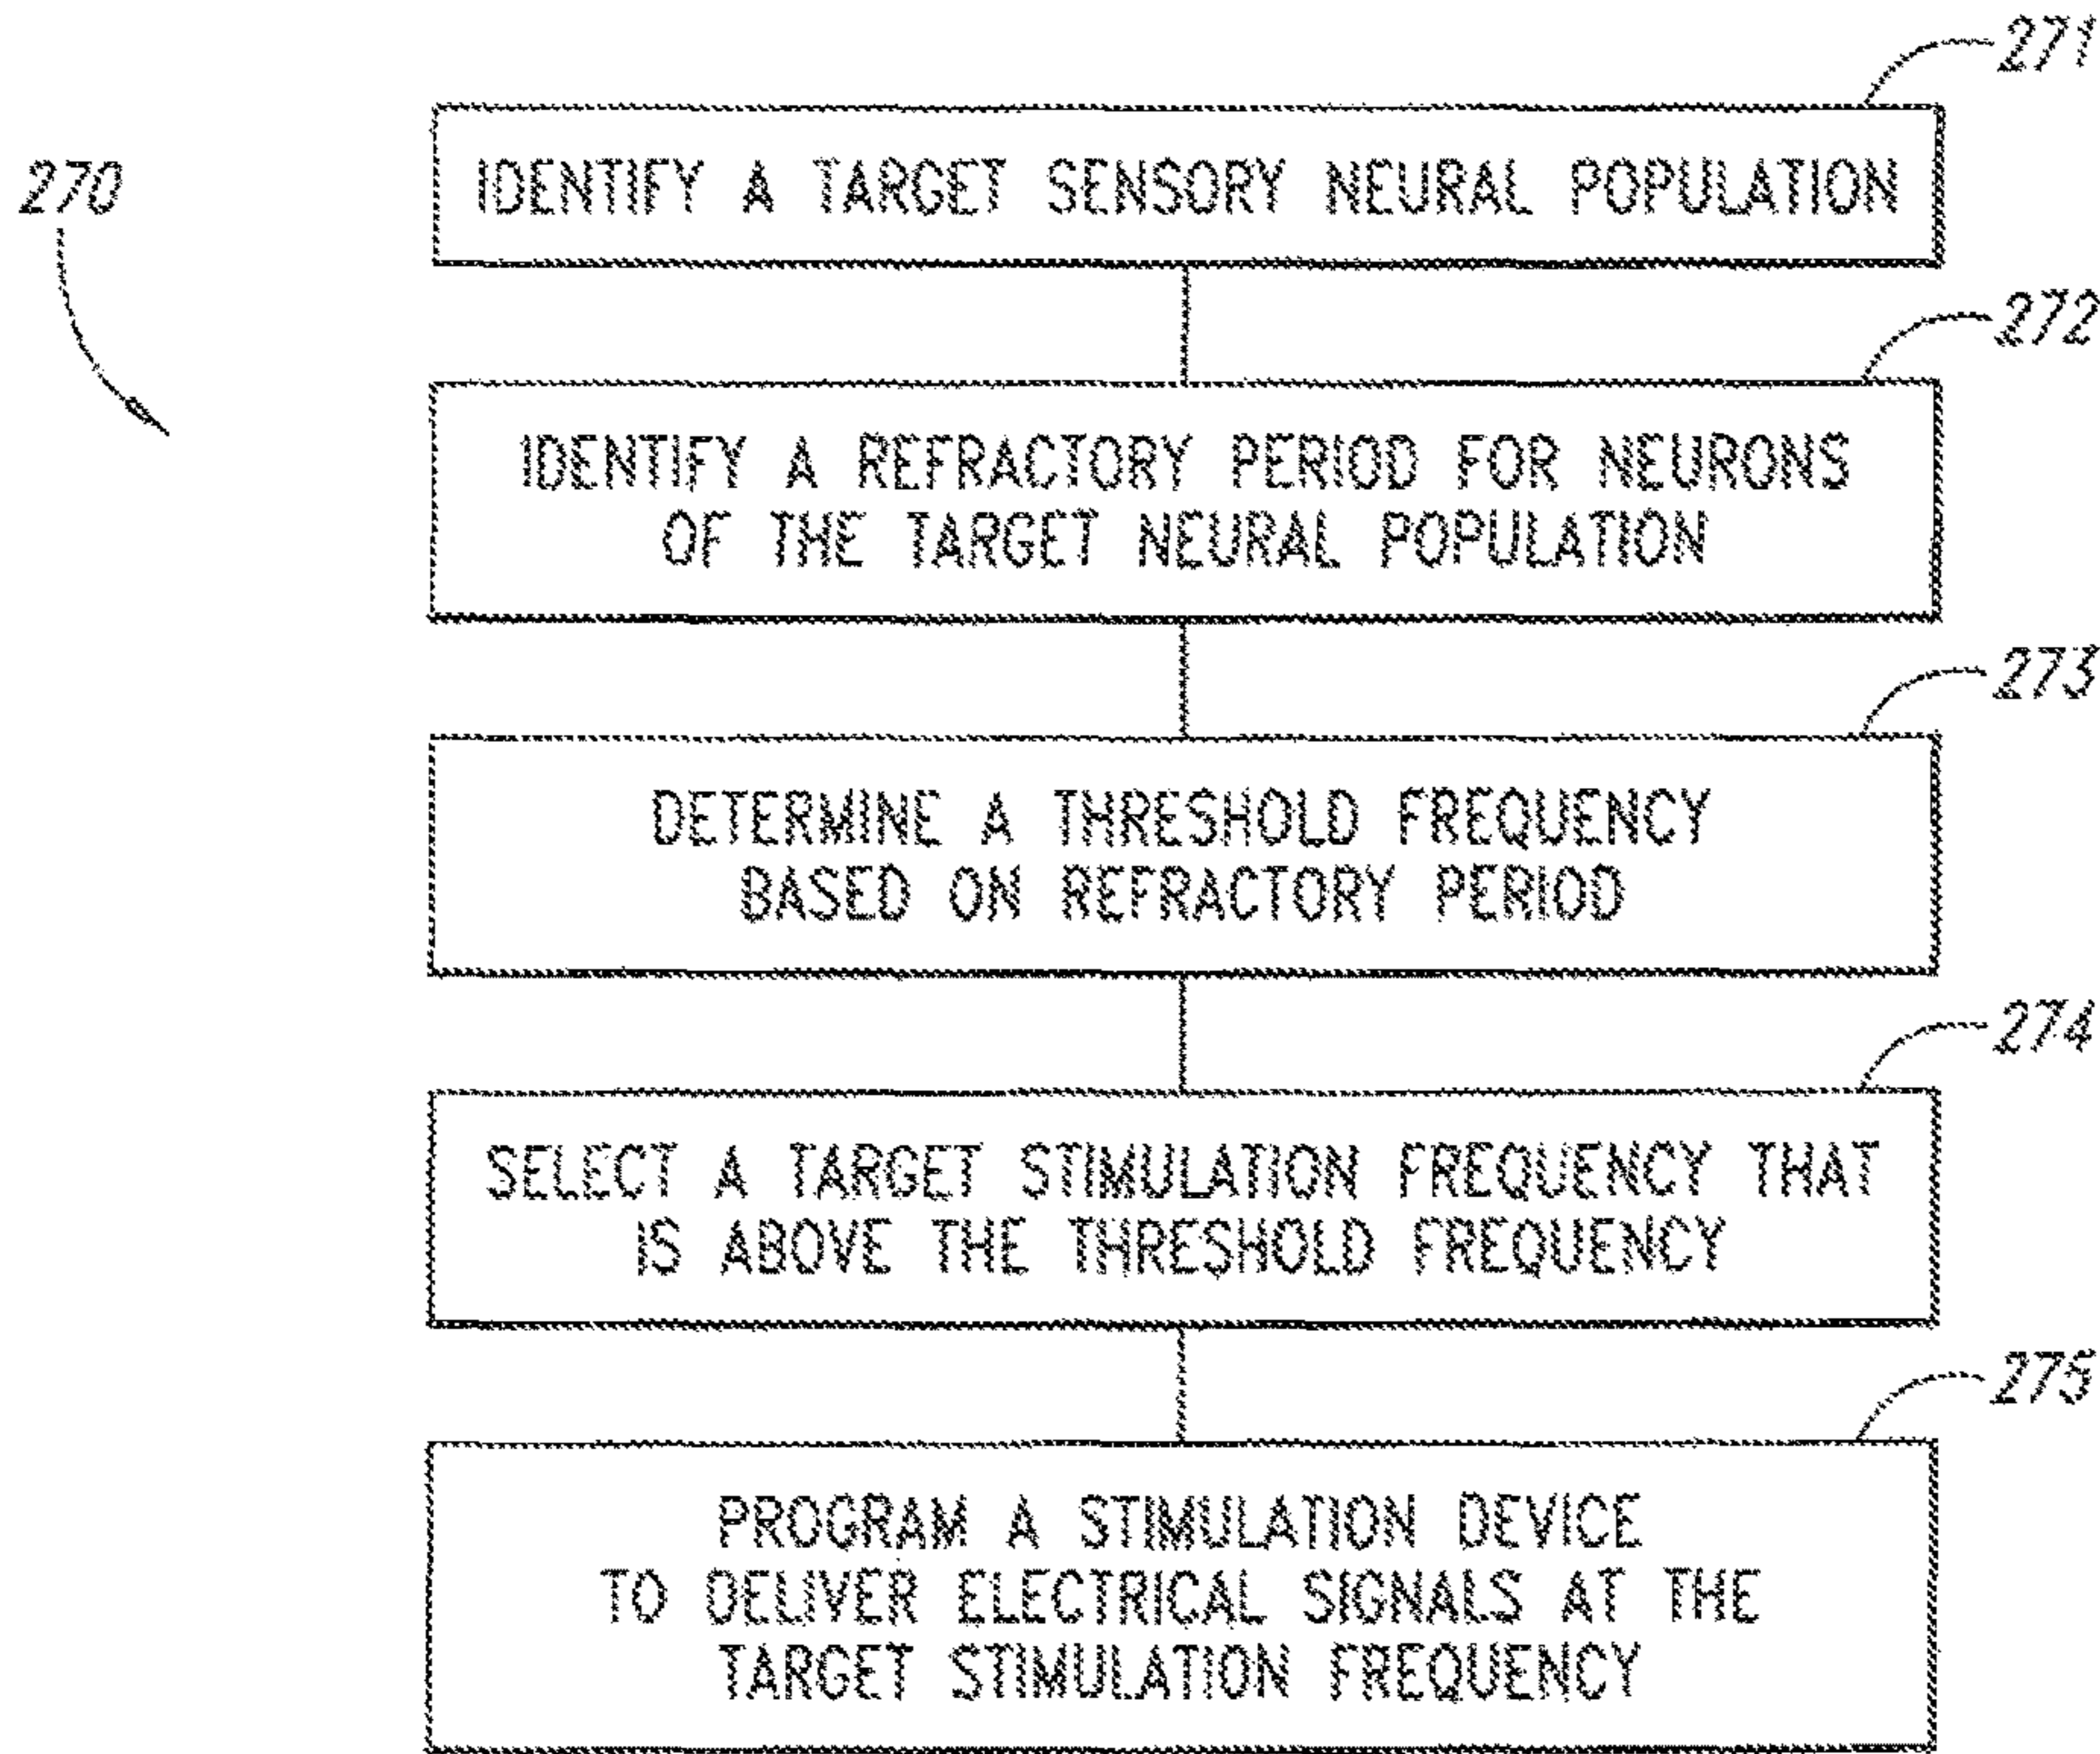 271
270
IDENTIFY A TARGET SENSORY NEURAL POPULATION
272
IDENTIFY A REFRACTORY PERIOD FOR NEURONS
OF THE TARGET NEURAL POPULATION
273
DETERMINE A THRESHOLD FREQUENCY
BASED ON REFRACTORY PERIOD
274
SELECT A TARGET STIMULATION FREQUENCY THAT
IS ABOVE THE THRESHOLD FREQUENCY
275
PROGRAM A STIMULATION DEVICE
TO DELIVER ELECTRICAL SIGNALS AT THE
TARGET STIMULATION FREQUENCY